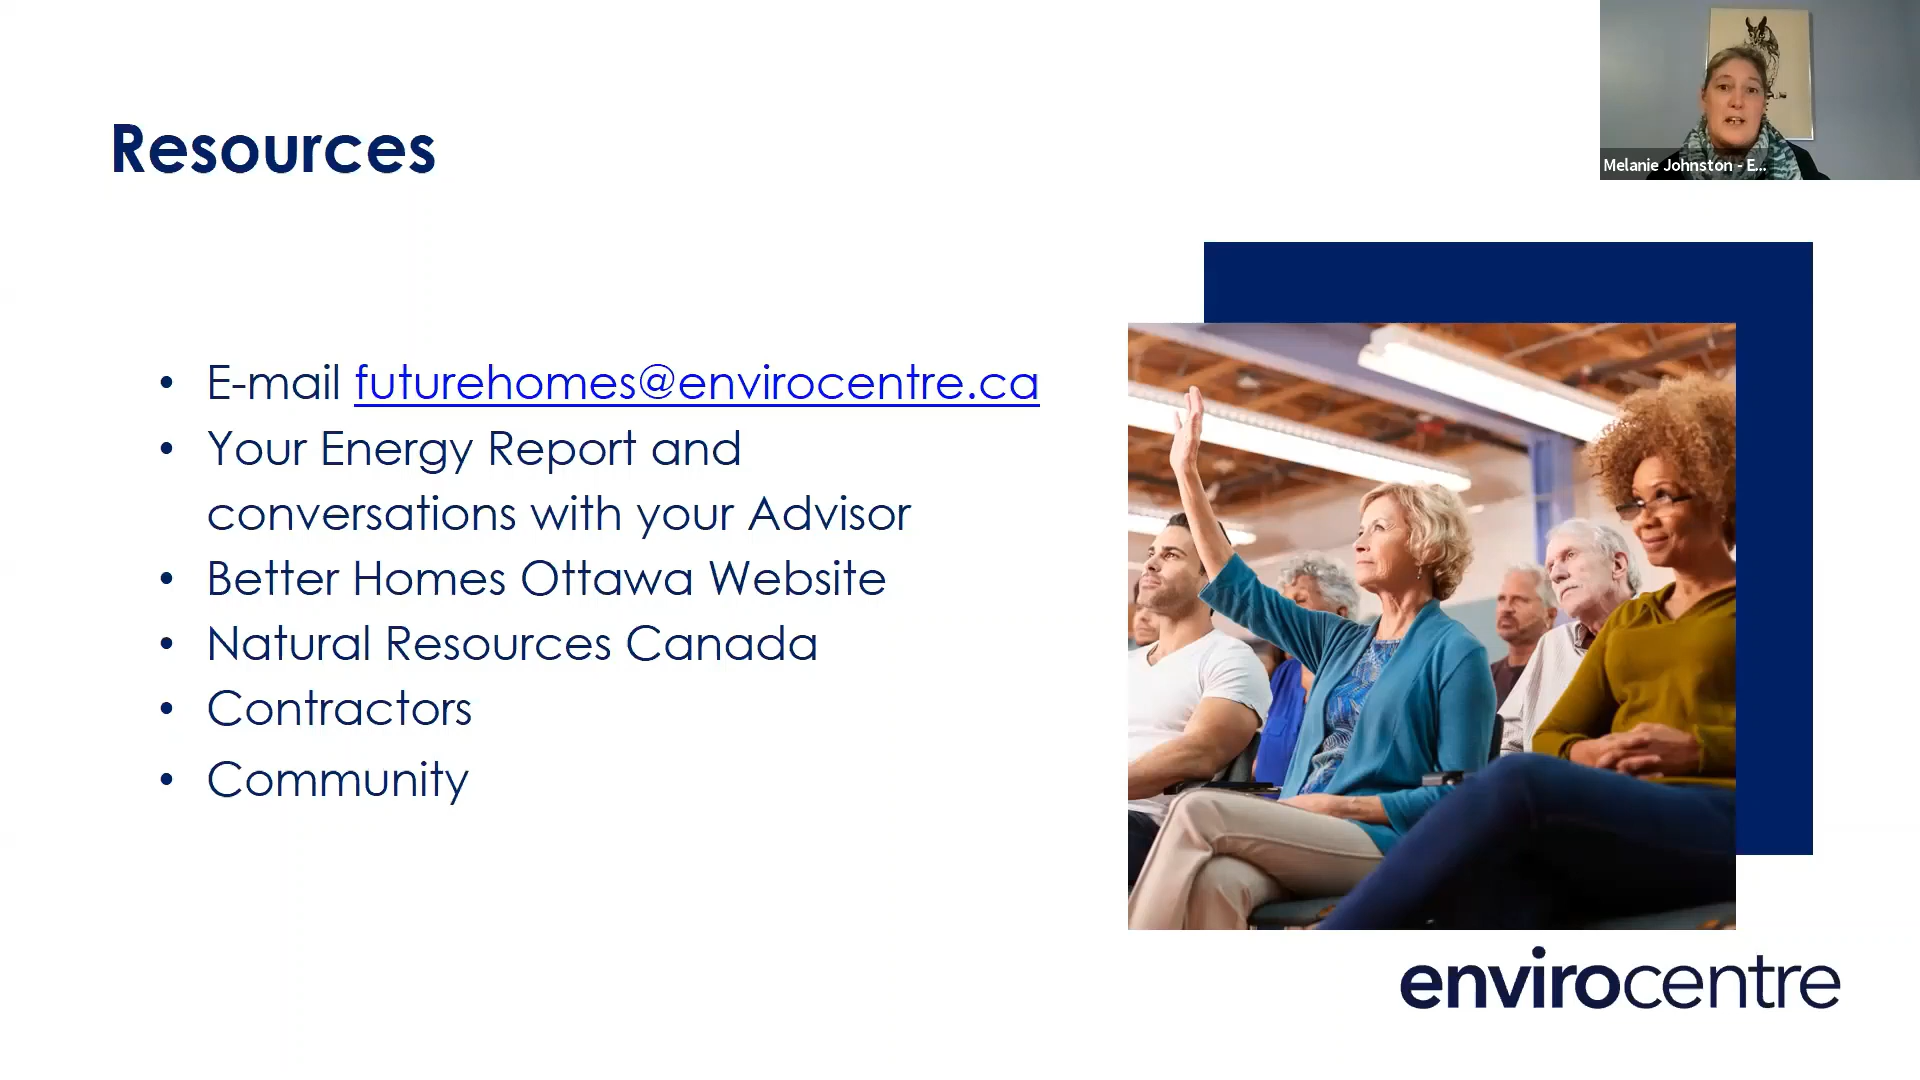 Resources
Melanie Johnston - E...
• E-mail futurehomes@envirocentre.ca
• Your Energy Report and
conversations with your Advisor
• Better Homes Ottawa Website
• Natural Resources Canada
• Contractors
• Community
envirocentre